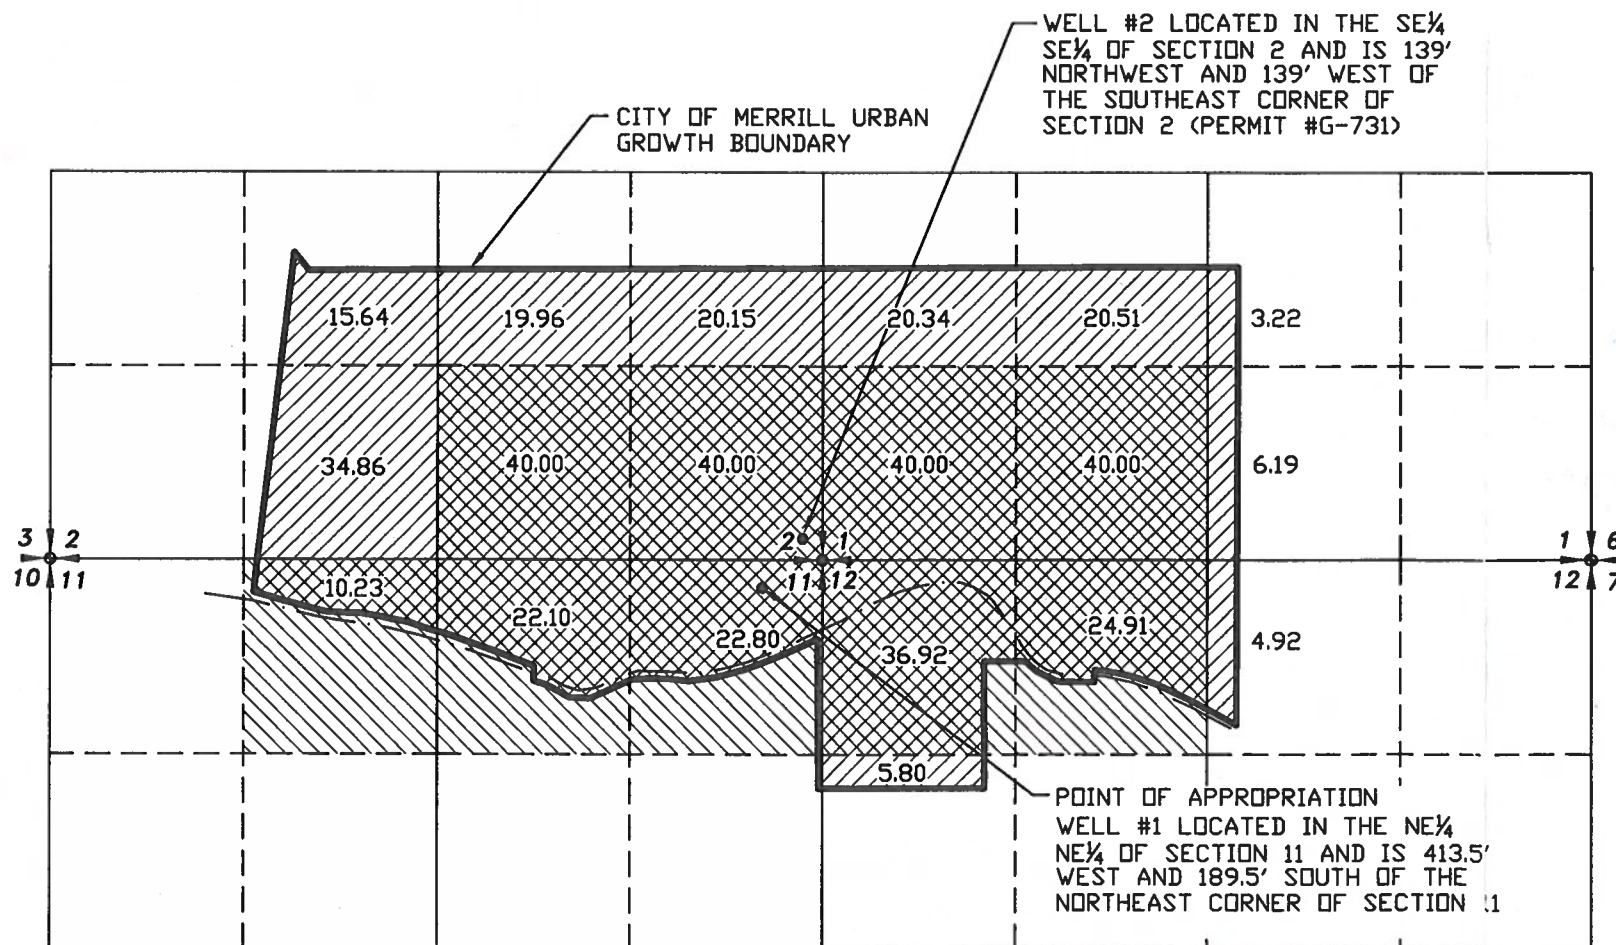 WELL #2 LOCATED IN THE SE¼
SE¼ OF SECTION 2 AND IS 139'
NORTHWEST AND 139' WEST OF
THE SOUTHEAST CORNER OF
SECTION 2 (PERMIT #G-731)
CITY OF MERRILL URBAN
GROWTH BOUNDARY
15.64 19.96 20.15 20.34 20.51 3.22
34.86 40.00 40.00 40.00 40.00 6.19
3 2 2 1 1 6
10 11 11 12 12 7
10.23 22.10 22.80 36.92 24.91 4.92
5.80
POINT OF APPROPRIATION
WELL #1 LOCATED IN THE NE¼
NE¼ OF SECTION 11 AND IS 413.5'
WEST AND 189.5' SOUTH OF THE
NORTHEAST CORNER OF SECTION 11